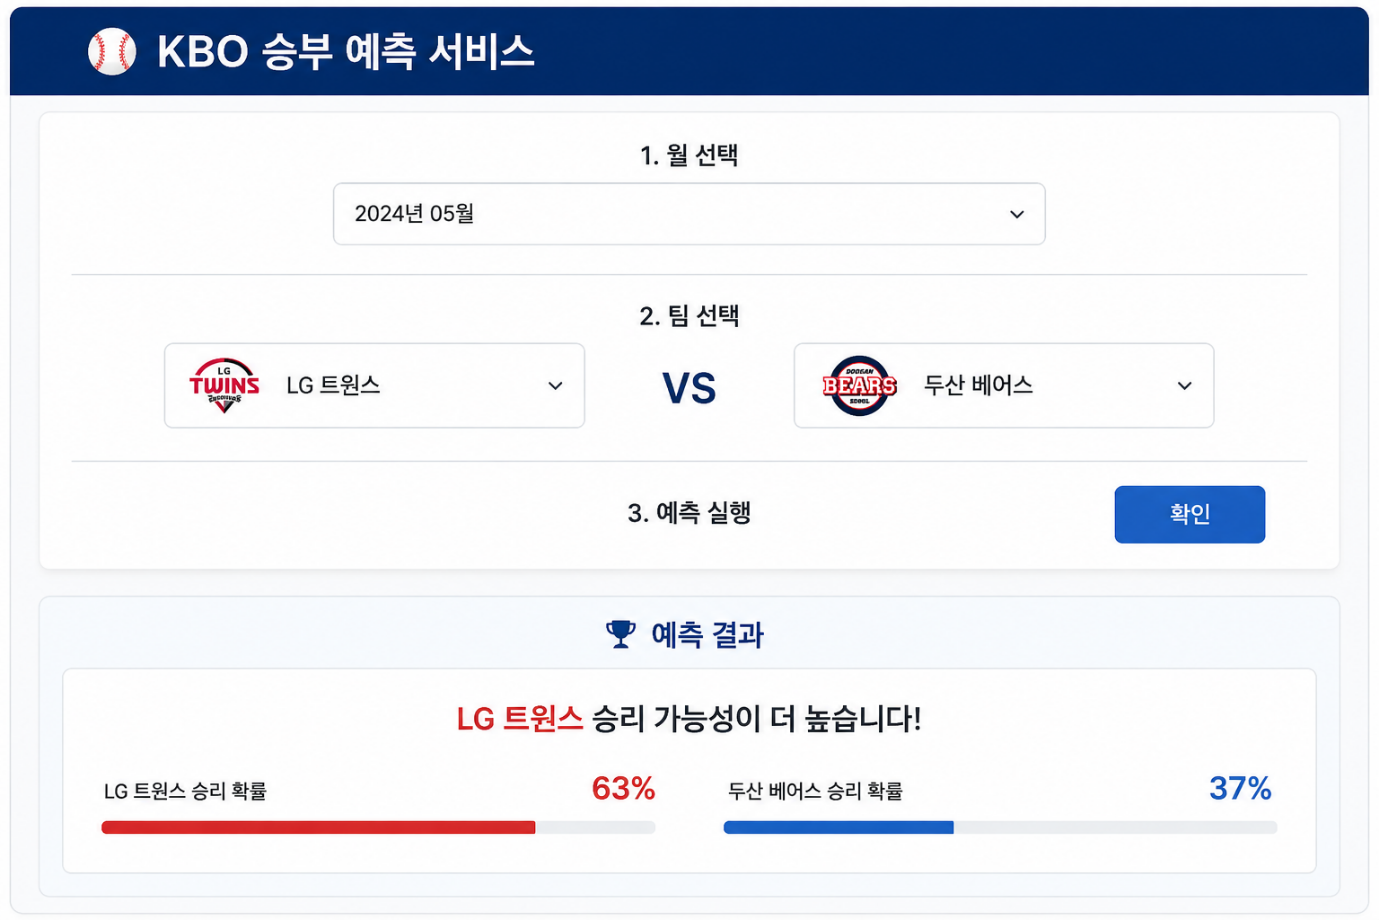 KBO 승부 예측 서비스
1. 월 선택
2024년 05월
2. 팀 선택
LG
TWINS
LG 트윈스
VS
BEARS
SEOUL
두산 베어스
3. 예측 실행
확인
예측 결과
LG 트윈스 승리 가능성이 더 높습니다!
LG 트윈스 승리 확률
63%
두산 베어스 승리 확률
37%